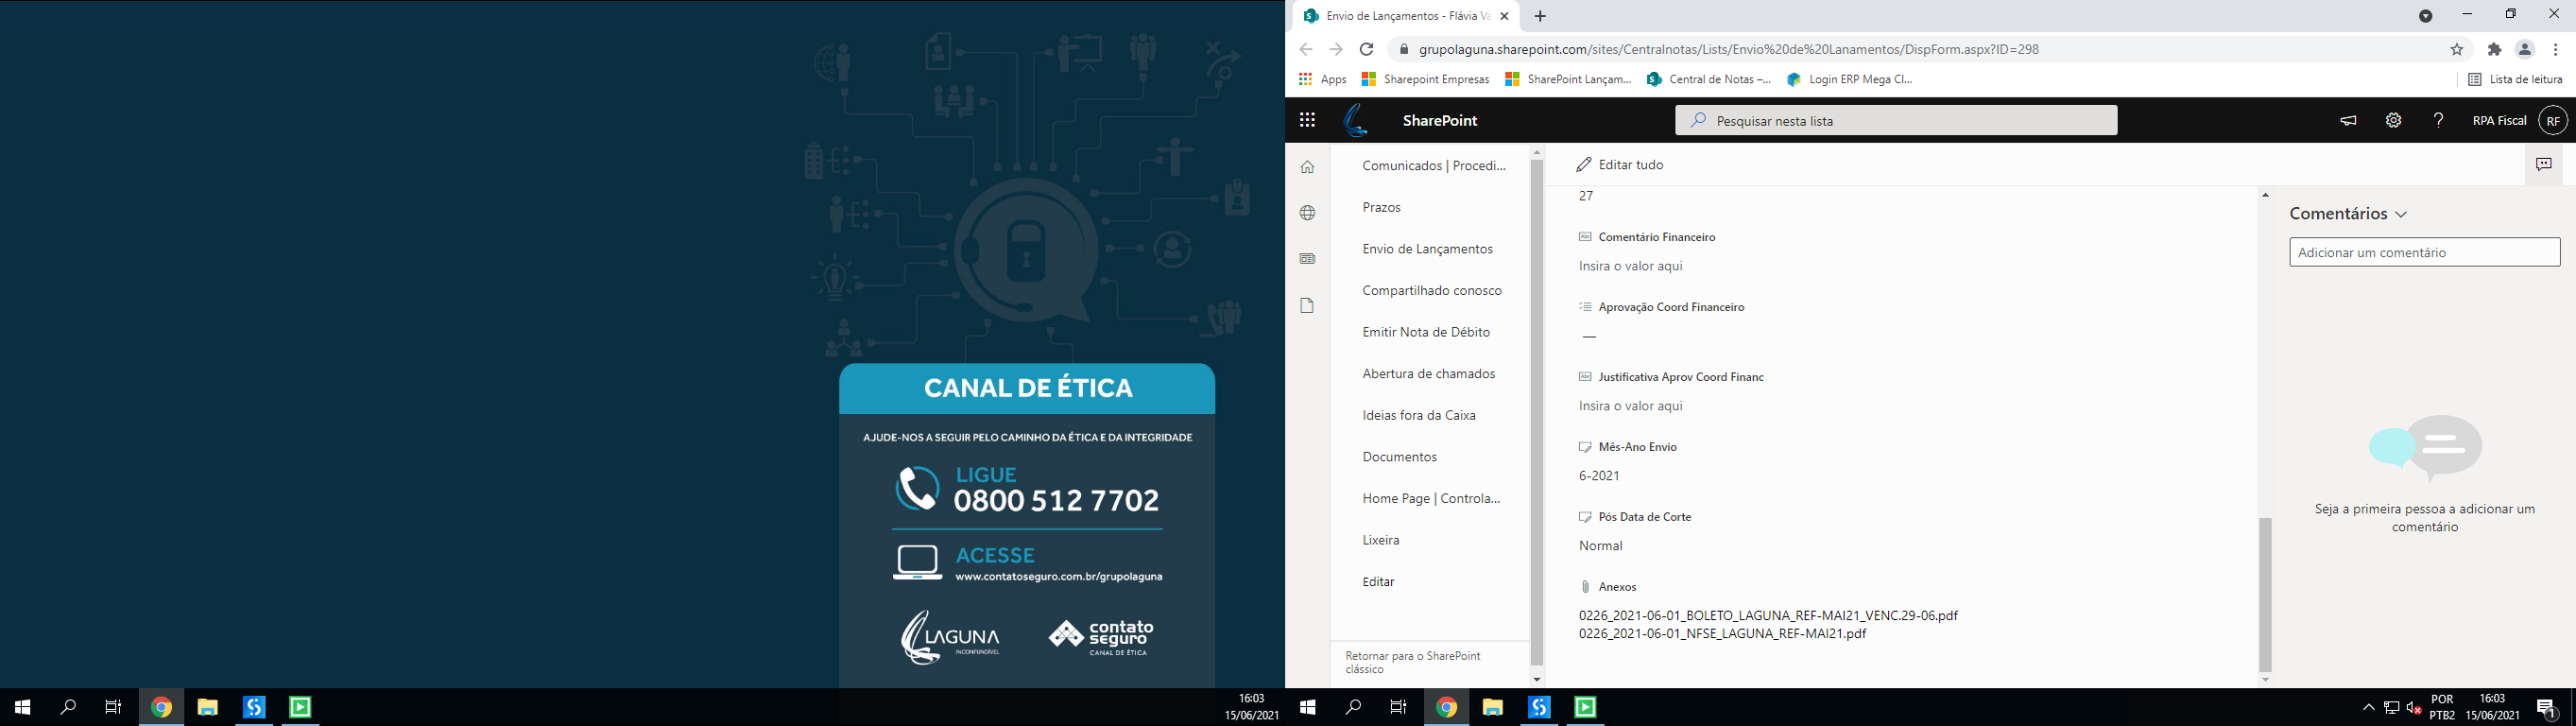 CANAL DE ÉTICA
AJUDE-NOS A SEGUIR PELO CAMINHO DA ÉTICA E DA INTEGRIDADE
LIGUE
0800 512 7702
ACESSE
www.contatoseguro.com.br/grupolaguna
LAGUNA
INCONFUNDÍVEL
contato
seguro
CANAL DE ÉTICA
16:03
15/06/2021
Envio de Lançamentos - Flávia Va
grupolaguna.sharepoint.com/sites/Centralnotas/Lists/Envio%20de%20Lanamentos/DispForm.aspx?ID=298
Apps
Sharepoint Empresas
SharePoint Lançam...
Central de Notas –...
Login ERP Mega Cl...
Lista de leitura
SharePoint
Pesquisar nesta lista
RPA Fiscal
RF
Comunicados | Procedi...
Prazos
Envio de Lançamentos
Compartilhado conosco
Emitir Nota de Débito
Abertura de chamados
Ideias fora da Caixa
Documentos
Home Page | Controla...
Lixeira
Editar
Retornar para o SharePoint
clássico
Editar tudo
27
Comentário Financeiro
Insira o valor aqui
Aprovação Coord Financeiro
—
Justificativa Aprov Coord Financ
Insira o valor aqui
Mês-Ano Envio
6-2021
Pós Data de Corte
Normal
Anexos
0226_2021-06-01_BOLETO_LAGUNA_REF-MAI21_VENC.29-06.pdf
0226_2021-06-01_NFSE_LAGUNA_REF-MAI21.pdf
Comentários
Adicionar um comentário
Seja a primeira pessoa a adicionar um
comentário
POR
PTB2
16:03
15/06/2021
1